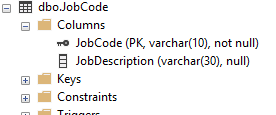 dbo.JobCode
Columns
JobCode (PK, varchar(10), not null)
JobDescription (varchar(30), null)
Keys
Constraints
Triggers